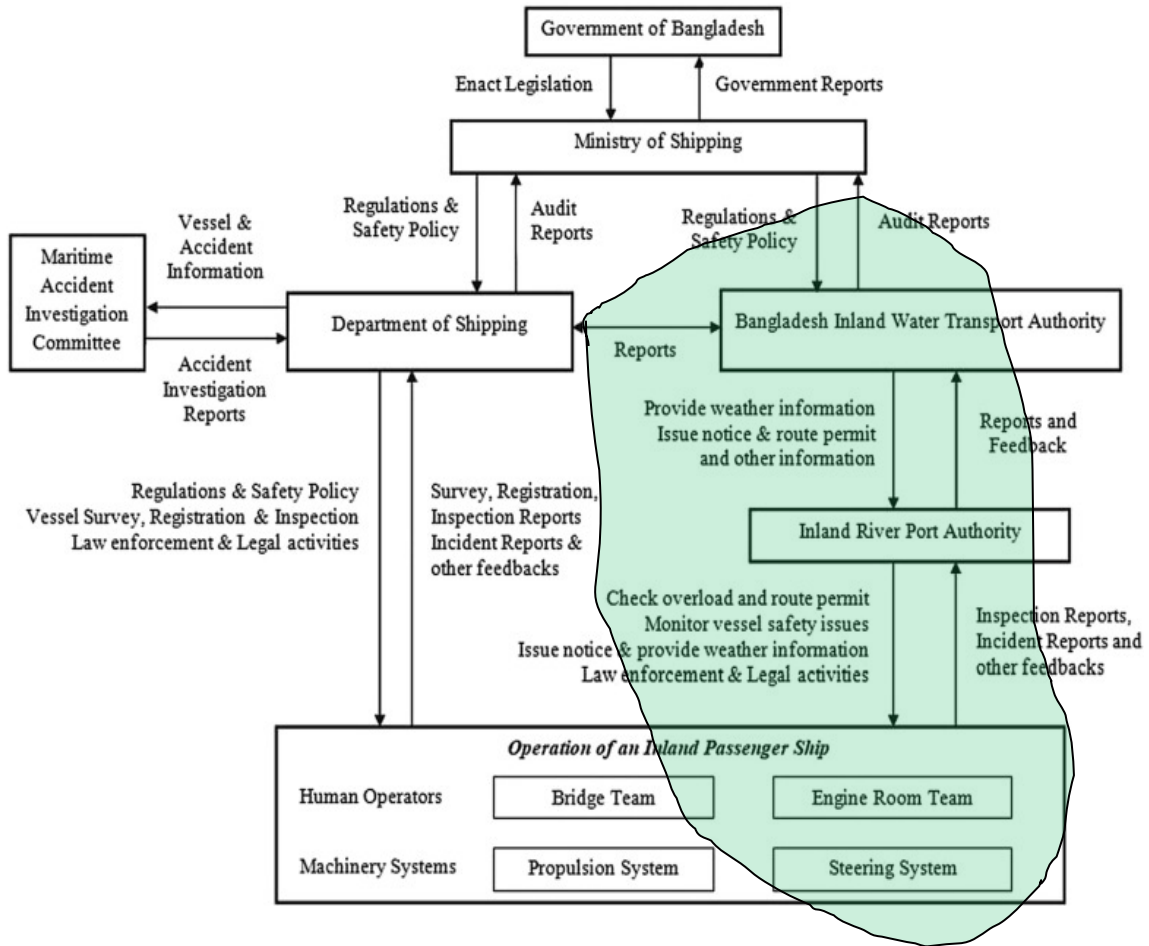 Government of Bangladesh
Enact Legislation
Government Reports
Ministry of Shipping
Regulations &
Safety Policy
Audit
Reports
Regulations &
Safety Policy
Audit Reports
Vessel &
Accident
Information
Maritime
Accident
Investigation
Committee
Department of Shipping
Reports
Bangladesh Inland Water Transport Authority
Accident
Investigation
Reports
Provide weather information
Issue notice & route permit
and other information
Reports and
Feedback
Regulations & Safety Policy
Vessel Survey, Registration & Inspection
Law enforcement & Legal activities
Survey, Registration,
Inspection Reports
Incident Reports &
other feedbacks
Inland River Port Authority
Check overload and route permit
Monitor vessel safety issues
Issue notice & provide weather information
Law enforcement & Legal activities
Inspection Reports,
Incident Reports and
other feedbacks
Operation of an Inland Passenger Ship
Human Operators
Bridge Team
Engine Room Team
Machinery Systems
Propulsion System
Steering System